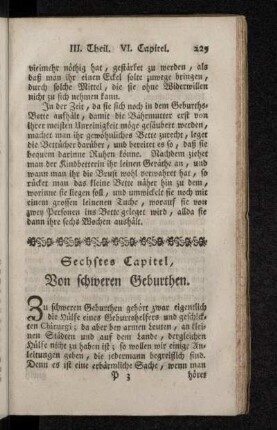 III. Theil. VI. Capitel. 229
vielmehr nöthig hat, gestärket zu werden, als
daß man ihr einen Eckel solte zuwege bringen,
durch solche Mittel, die sie ohne Widerwillen
nicht zu sich nehmen kann.
In der Zeit, da sie sich noch in dem Geburths-
Bette aufhält, damit die Bähemutter erst von
ihrer meisten Unreinigkeit möge gesäubert werden,
machet man ihr gewöhnliches Bette zurecht, leget
die Bettücher darüber, und bereitet es so, daß sie
bequem darinne Ruhen könne. Nachdem ziehet
man der Kindbetterin ihr leinen Geräthe an, und
wann man ihr die Brust wohl verwahret hat, so
rücket man das kleine Bette näher hin zu dem,
worinne sie liegen soll, und umwickele sie noch mit
einem grossen leinenen Tuche, worauf sie von
zwey Personen ins Bette geleget wird, allda sie
dann ihre sechs Wochen aushält.
Sechstes Capitel,
Von schweren Geburthen.
Zu schweren Geburthen gehört zwar eigentlich
die Hülfe eines Geburtshelfers und geschick-
ten Chirurgi; da aber bey armen Leuten, an klei-
nen Städten und auf dem Lande, dergleichen
Hülfe nicht zu haben ist; so wollen wir einige An-
leitungen geben, die jedermann begreiflich sind.
Denn es ist eine erbärmliche Sache, wenn man
P 3 höret